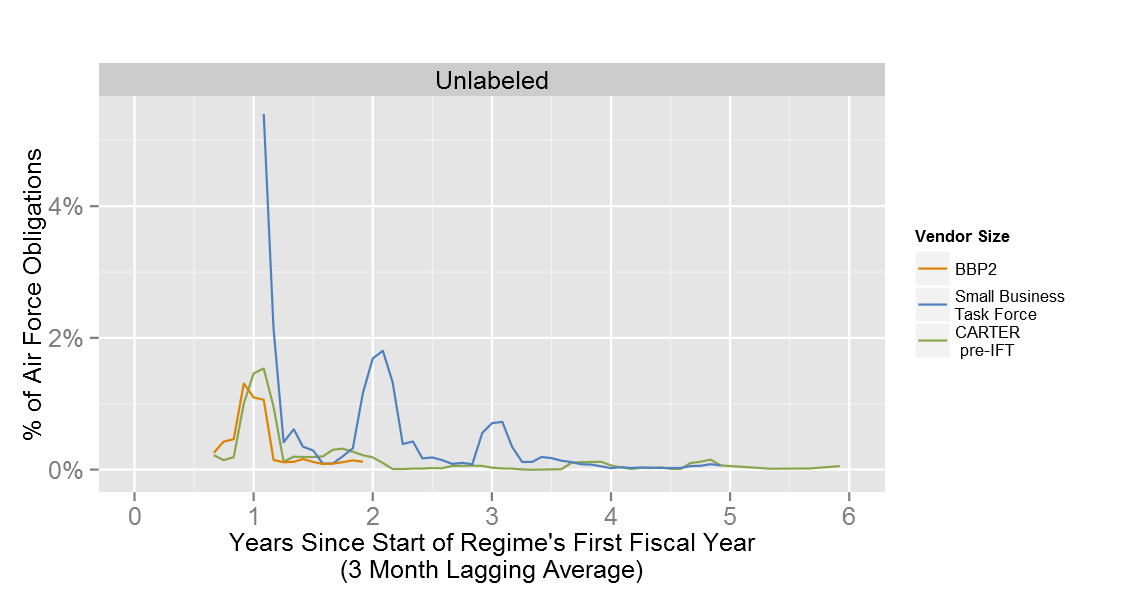 Unlabeled
% of Air Force Obligations
4%
2%
0%
0 1 2 3 4 5 6
Years Since Start of Regime's First Fiscal Year
(3 Month Lagging Average)
Vendor Size
BBP2
Small Business
Task Force
CARTER
pre-IFT